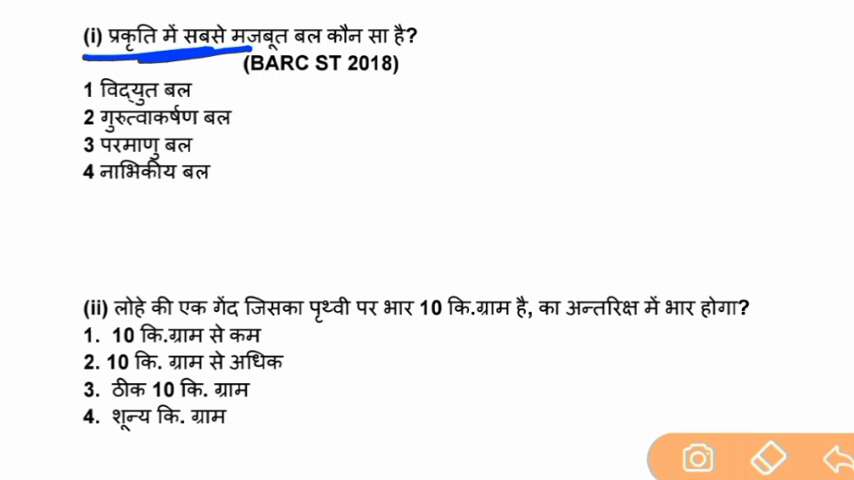 (i) प्रकृति में सबसे मजबूत बल कौन सा है?
(BARC ST 2018)
1 विद्युत बल
2 गुरुत्वाकर्षण बल
3 परमाणु बल
4 नाभिकीय बल
(ii) लोहे की एक गेंद जिसका पृथ्वी पर भार 10 कि.ग्राम है, का अन्तरिक्ष में भार होगा?
1. 10 कि.ग्राम से कम
2. 10 कि. ग्राम से अधिक
3. ठीक 10 कि. ग्राम
4. शून्य कि. ग्राम